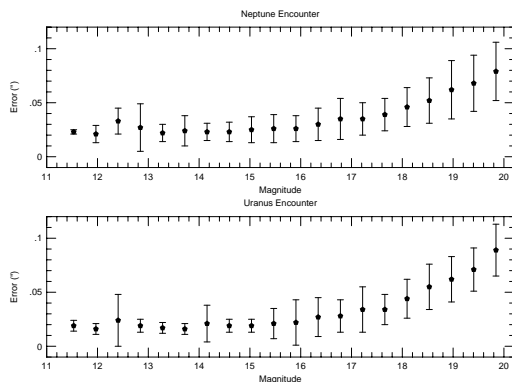 Neptune Encounter
.1
.05
0
Error (")
11 12 13 14 15 16 17 18 19 20
Magnitude
Uranus Encounter
.1
.05
0
Error (")
11 12 13 14 15 16 17 18 19 20
Magnitude